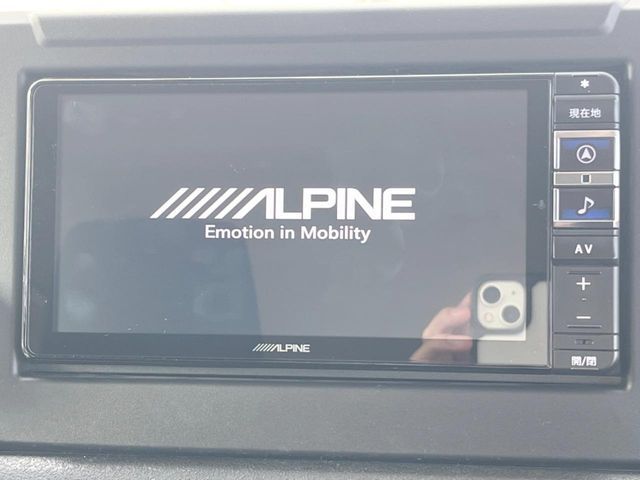 ALPINE
Emotion in Mobility
ALPINE
現在地
AV
+
−
開/閉